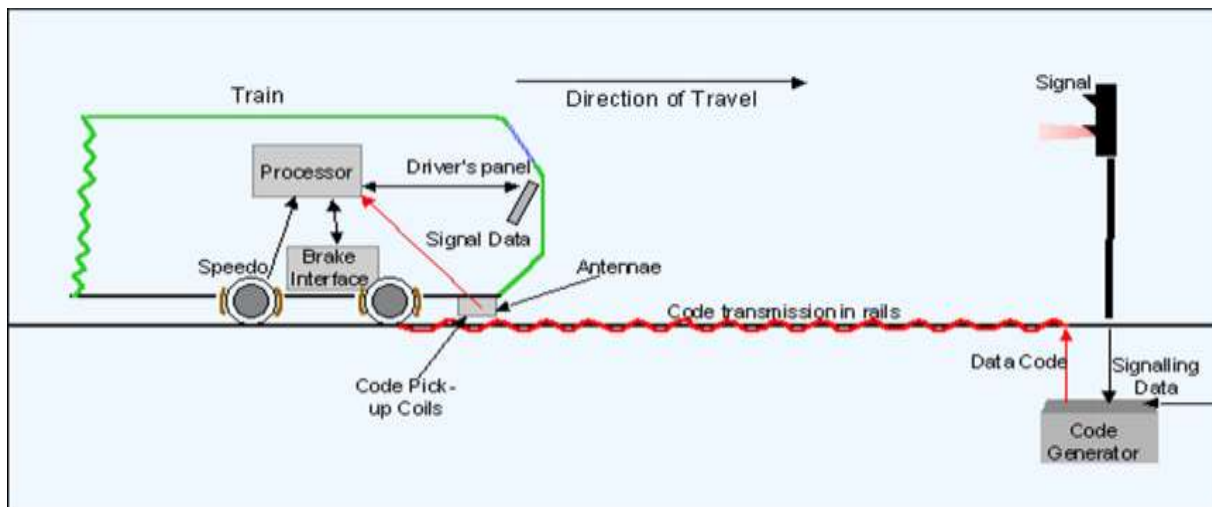 Train
Direction of Travel
Signal
Processor
Driver's panel
Signal Data
Speedo
Brake
Interface
Antennae
Code transmission in rails
Code Pick-
up Coils
Data Code
Signalling
Data
Code
Generator